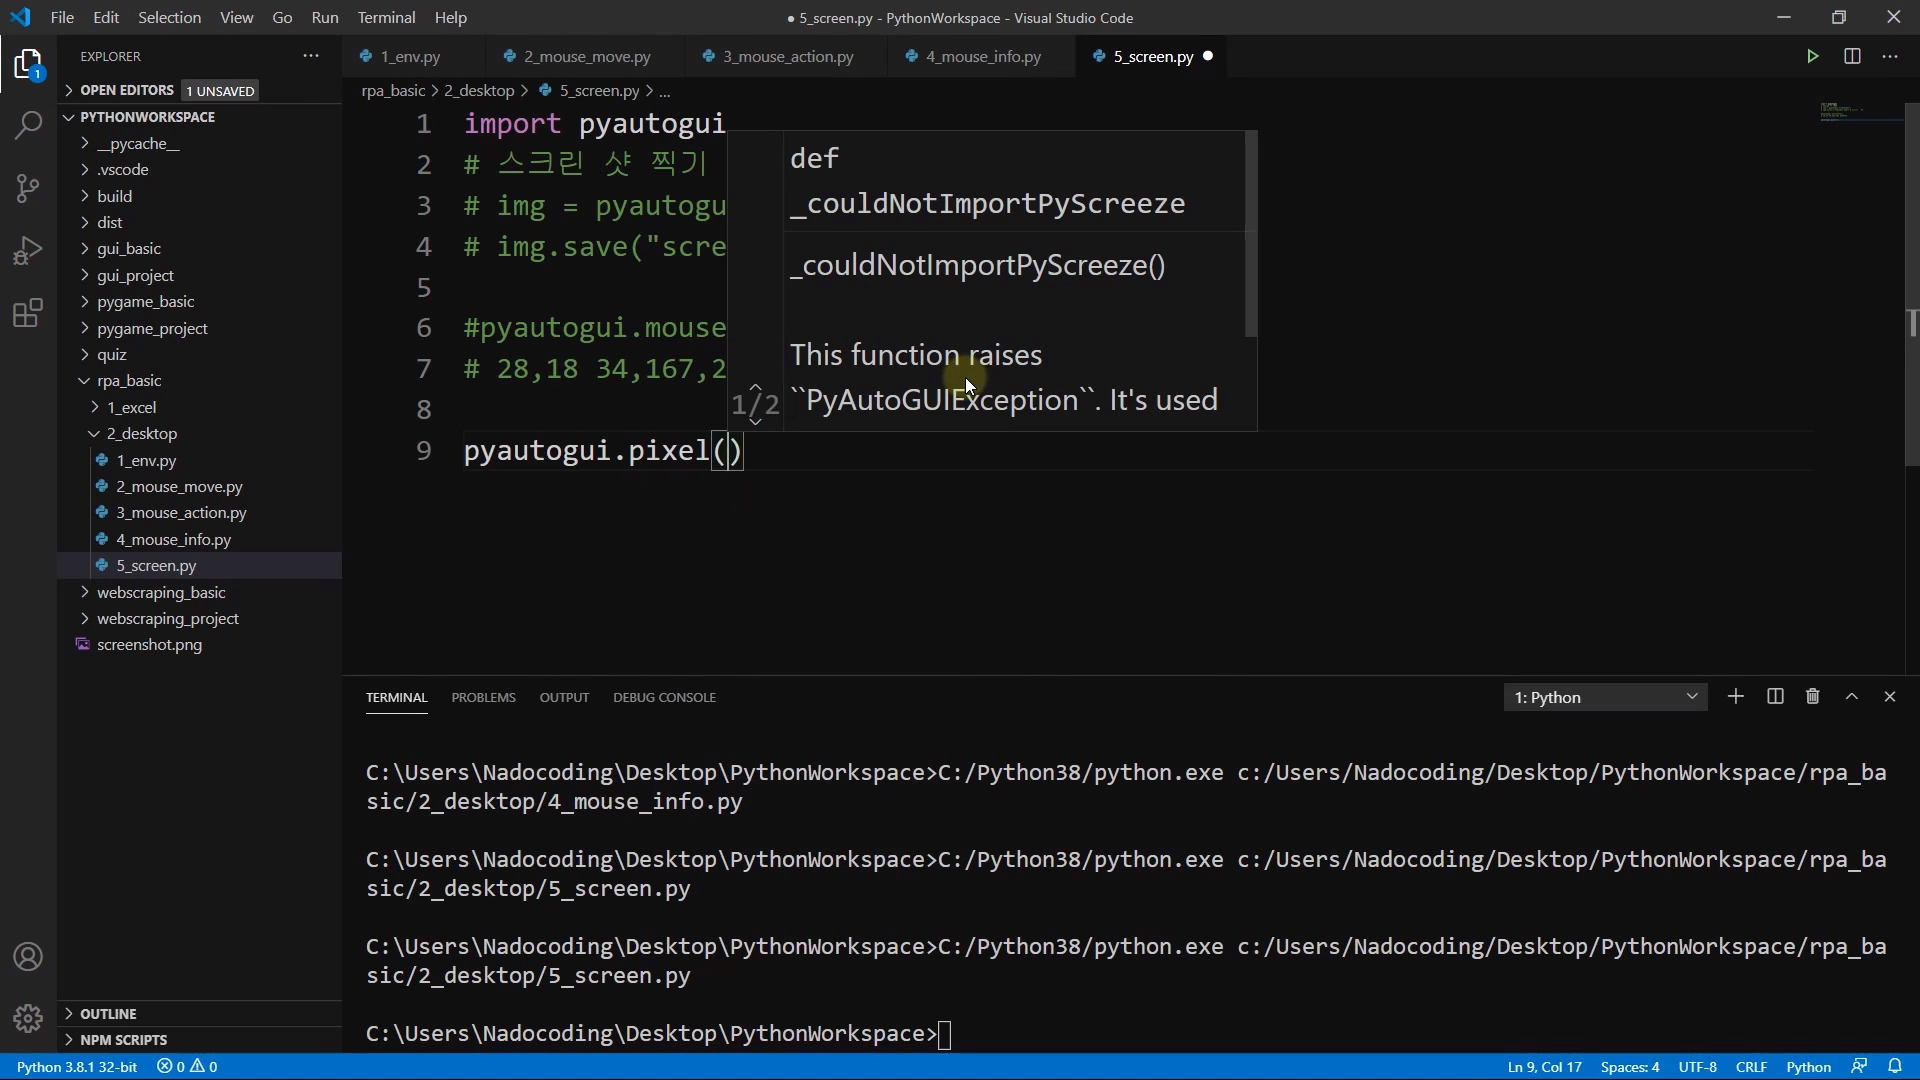 File Edit Selection View Go Run Terminal Help
● 5_screen.py - PythonWorkspace - Visual Studio Code
EXPLORER
1
OPEN EDITORS 1 UNSAVED
PYTHONWORKSPACE
__pycache__
.vscode
build
dist
gui_basic
gui_project
pygame_basic
pygame_project
quiz
rpa_basic
1_excel
2_desktop
1_env.py
2_mouse_move.py
3_mouse_action.py
4_mouse_info.py
5_screen.py
webscraping_basic
webscraping_project
screenshot.png
OUTLINE
NPM SCRIPTS
1_env.py 2_mouse_move.py 3_mouse_action.py 4_mouse_info.py 5_screen.py ●
rpa_basic > 2_desktop > 5_screen.py > ...
1 import pyautogui
2 # 스크린 샷 찍기
3 # img = pyautogu
4 # img.save("scre
5
6 #pyautogui.mouse
7 # 28,18 34,167,2
8
9 pyautogui.pixel()
def
_couldNotImportPyScreeze
_couldNotImportPyScreeze()
This function raises
1/2 ``PyAutoGUIException``. It's used
TERMINAL PROBLEMS OUTPUT DEBUG CONSOLE
1: Python
C:\Users\Nadocoding\Desktop\PythonWorkspace>C:/Python38/python.exe c:/Users/Nadocoding/Desktop/PythonWorkspace/rpa_ba
sic/2_desktop/4_mouse_info.py
C:\Users\Nadocoding\Desktop\PythonWorkspace>C:/Python38/python.exe c:/Users/Nadocoding/Desktop/PythonWorkspace/rpa_ba
sic/2_desktop/5_screen.py
C:\Users\Nadocoding\Desktop\PythonWorkspace>C:/Python38/python.exe c:/Users/Nadocoding/Desktop/PythonWorkspace/rpa_ba
sic/2_desktop/5_screen.py
C:\Users\Nadocoding\Desktop\PythonWorkspace>
Python 3.8.1 32-bit 0 0
Ln 9, Col 17 Spaces: 4 UTF-8 CRLF Python